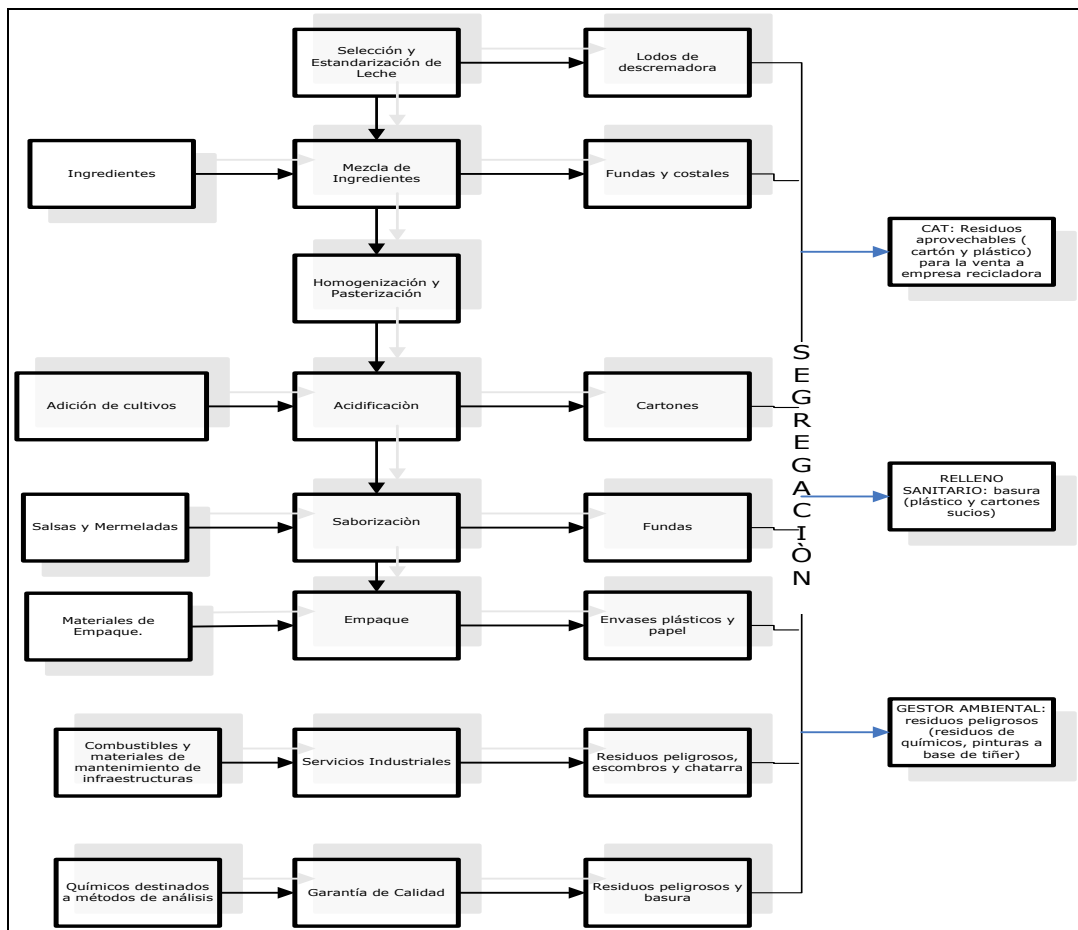 Selección y
Estandarización de
Leche
Lodos de
descremadora
Ingredientes
Mezcla de
Ingredientes
Fundas y costales
CAT: Residuos
aprovechables (
cartón y plástico)
para la venta a
empresa recicladora
Homogenización y
Pasterización
Adición de cultivos
Acidificaciòn
Cartones
SEGREGACIÒN
Salsas y Mermeladas
Saborizaciòn
Fundas
RELLENO
SANITARIO: basura
(plástico y cartones
sucios)
Materiales de
Empaque.
Empaque
Envases plásticos y
papel
Combustibles y
materiales de
mantenimiento de
infraestructuras
Servicios Industriales
Residuos peligrosos,
escombros y chatarra
GESTOR AMBIENTAL:
residuos peligrosos
(residuos de
químicos, pinturas a
base de tiñer)
Químicos destinados
a métodos de análisis
Garantía de Calidad
Residuos peligrosos y
basura